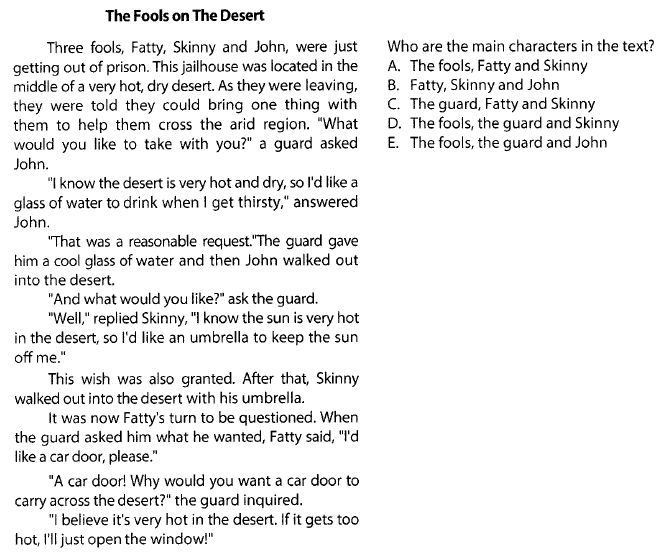 The Fools on The Desert
Three fools, Fatty, Skinny and John, were just
getting out of prison. This jailhouse was located in the
middle of a very hot, dry desert. As they were leaving,
they were told they could bring one thing with
them to help them cross the arid region. "What
would you like to take with you?" a guard asked
John.
"I know the desert is very hot and dry, so I'd like a
glass of water to drink when I get thirsty," answered
John.
"That was a reasonable request."The guard gave
him a cool glass of water and then John walked out
into the desert.
"And what would you like?" ask the guard.
"Well," replied Skinny, "I know the sun is very hot
in the desert, so I'd like an umbrella to keep the sun
off me."
This wish was also granted. After that, Skinny
walked out into the desert with his umbrella.
It was now Fatty's turn to be questioned. When
the guard asked him what he wanted, Fatty said, "I'd
like a car door, please."
"A car door! Why would you want a car door to
carry across the desert?" the guard inquired.
"I believe it's very hot in the desert. If it gets too
hot, I'll just open the window!"
Who are the main characters in the text?
A. The fools, Fatty and Skinny
B. Fatty, Skinny and John
C. The guard, Fatty and Skinny
D. The fools, the guard and Skinny
E. The fools, the guard and John